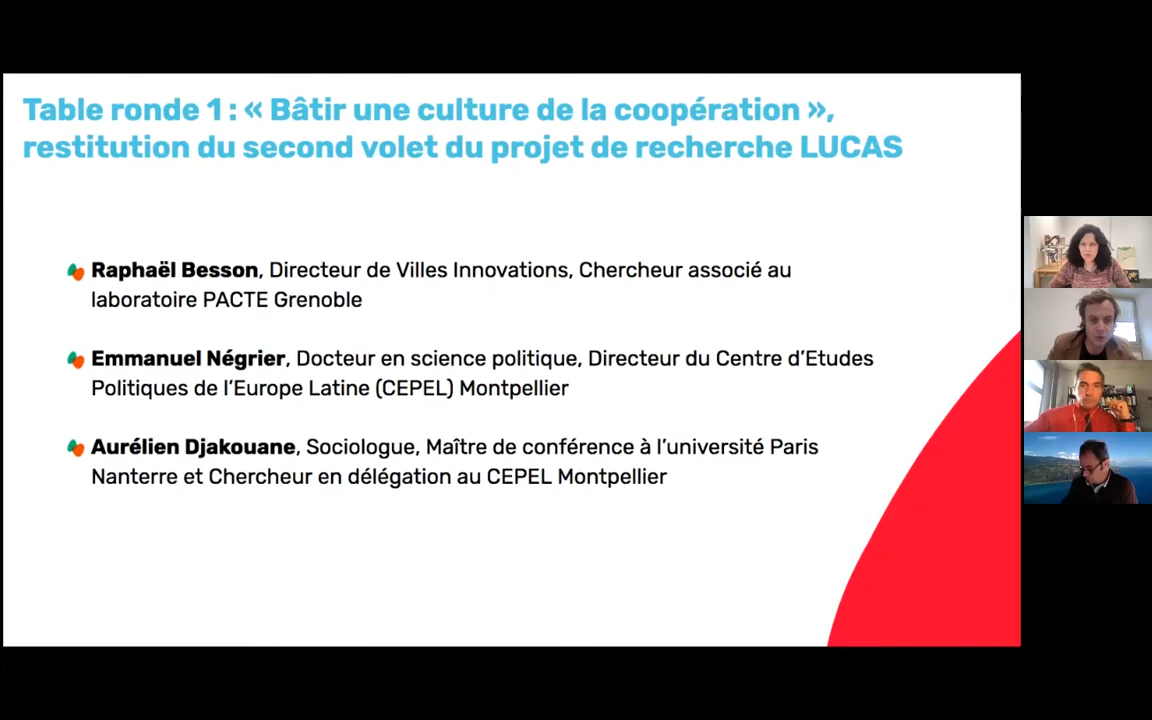 Table ronde 1 : « Bâtir une culture de la coopération »,
restitution du second volet du projet de recherche LUCAS
Raphaël Besson, Directeur de Villes Innovations, Chercheur associé au
laboratoire PACTE Grenoble
Emmanuel Négrier, Docteur en science politique, Directeur du Centre d’Etudes
Politiques de l’Europe Latine (CEPEL) Montpellier
Aurélien Djakouane, Sociologue, Maître de conférence à l’université Paris
Nanterre et Chercheur en délégation au CEPEL Montpellier